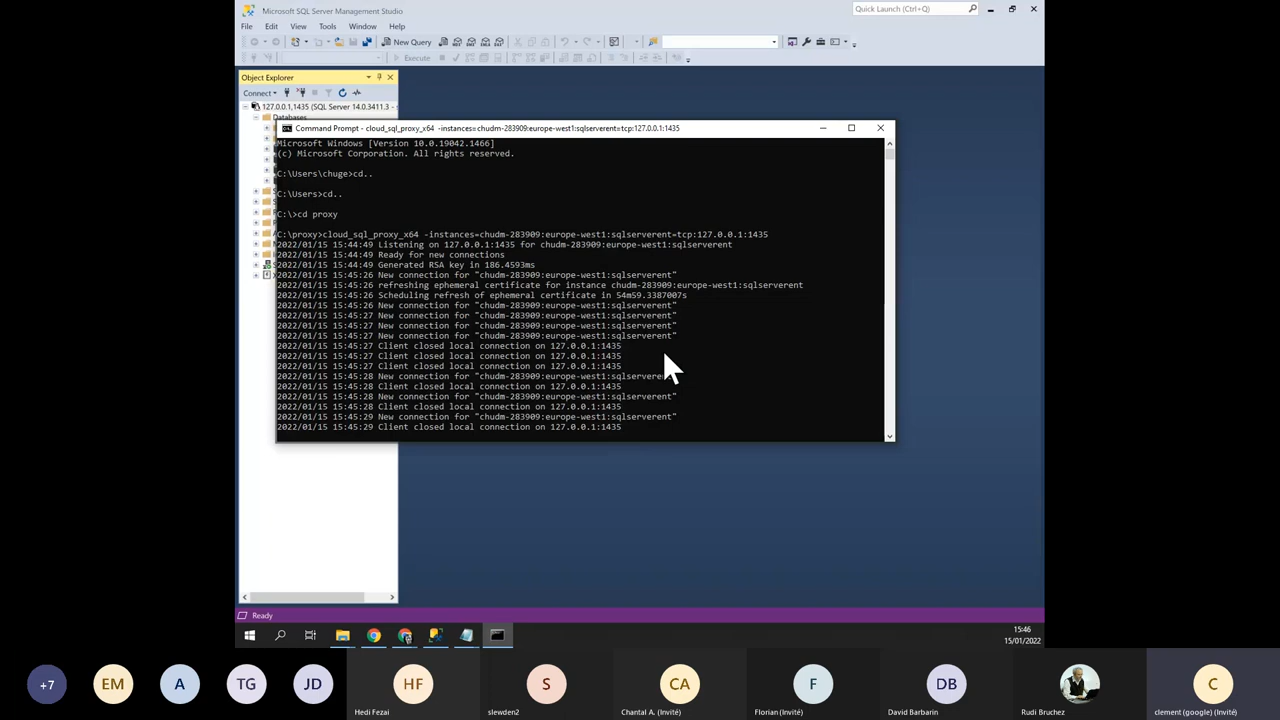 Microsoft SQL Server Management Studio
Quick Launch (Ctrl+Q)
File Edit View Tools Window Help
New Query
Execute
Object Explorer
Connect
127.0.0.1,1435 (SQL Server 14.0.3411.3 - s
Databases
Command Prompt - cloud_sql_proxy_x64 -instances=chudm-283909:europe-west1:sqlserverent=tcp:127.0.0.1:1435
Microsoft Windows [Version 10.0.19042.1466]
(c) Microsoft Corporation. All rights reserved.
C:\Users\chuge>cd..
C:\Users>cd..
C:\>cd proxy
C:\proxy>cloud_sql_proxy_x64 -instances=chudm-283909:europe-west1:sqlserverent=tcp:127.0.0.1:1435
2022/01/15 15:44:49 Listening on 127.0.0.1:1435 for chudm-283909:europe-west1:sqlserverent
2022/01/15 15:44:49 Ready for new connections
2022/01/15 15:44:49 Generated RSA key in 186.4593ms
2022/01/15 15:45:26 New connection for "chudm-283909:europe-west1:sqlserverent"
2022/01/15 15:45:26 refreshing ephemeral certificate for instance chudm-283909:europe-west1:sqlserverent
2022/01/15 15:45:26 Scheduling refresh of ephemeral certificate in 54m59.3387007s
2022/01/15 15:45:26 New connection for "chudm-283909:europe-west1:sqlserverent"
2022/01/15 15:45:27 New connection for "chudm-283909:europe-west1:sqlserverent"
2022/01/15 15:45:27 New connection for "chudm-283909:europe-west1:sqlserverent"
2022/01/15 15:45:27 New connection for "chudm-283909:europe-west1:sqlserverent"
2022/01/15 15:45:27 Client closed local connection on 127.0.0.1:1435
2022/01/15 15:45:27 Client closed local connection on 127.0.0.1:1435
2022/01/15 15:45:27 Client closed local connection on 127.0.0.1:1435
2022/01/15 15:45:28 New connection for "chudm-283909:europe-west1:sqlserverent"
2022/01/15 15:45:28 Client closed local connection on 127.0.0.1:1435
2022/01/15 15:45:28 New connection for "chudm-283909:europe-west1:sqlserverent"
2022/01/15 15:45:28 Client closed local connection on 127.0.0.1:1435
2022/01/15 15:45:29 New connection for "chudm-283909:europe-west1:sqlserverent"
2022/01/15 15:45:29 Client closed local connection on 127.0.0.1:1435
Ready
15:46
15/01/2022
+7 EM A TG JD HF S CA F DB C
Hedi Fezai slewden2 Chantal A. (Invité) Florian (Invité) David Barbarin Rudi Bruchez clement (google) (Invité)